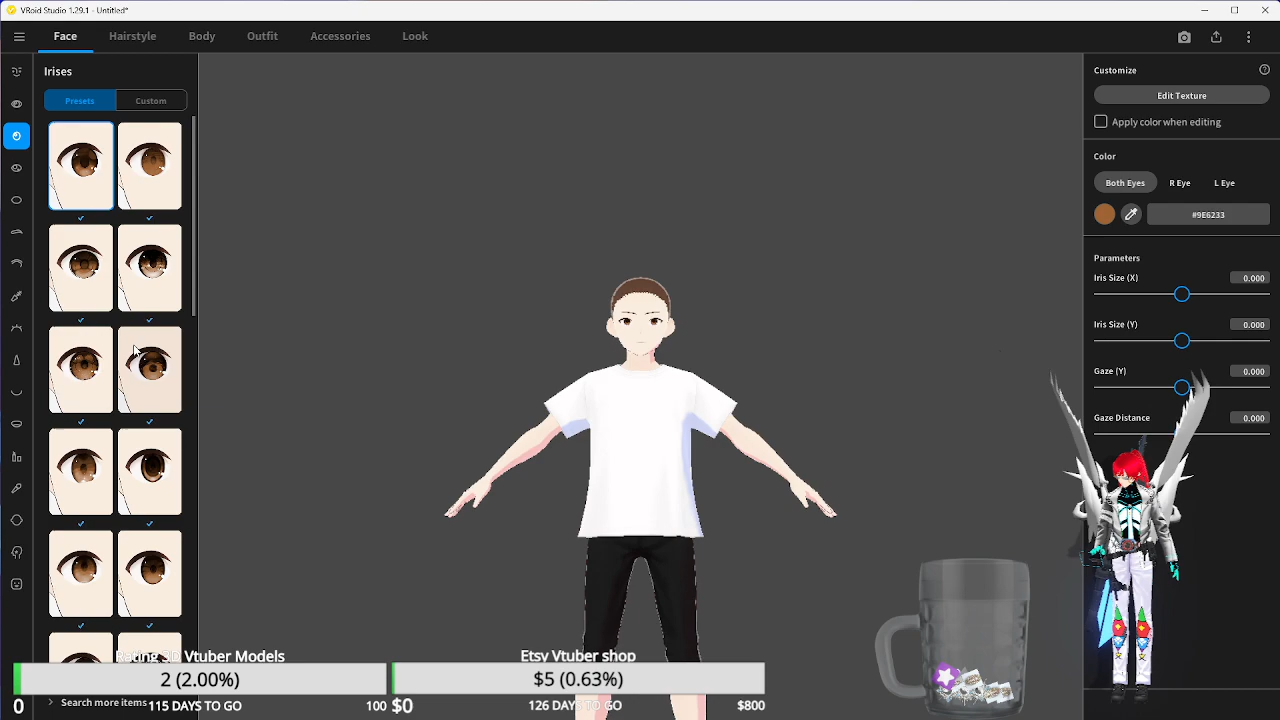 VRoid Studio 1.29.1 - Untitled*
Face Hairstyle Body Outfit Accessories Look
Irises
Presets Custom
Customize
Edit Texture
Apply color when editing
Color
Both Eyes R Eye L Eye
#9E6233
Parameters
Iris Size (X) 0.000
Iris Size (Y) 0.000
Gaze (Y) 0.000
Gaze Distance 0.000
Rating 3D Vtuber Models
2 (2.00%)
0 115 DAYS TO GO 100
Etsy Vtuber shop
$5 (0.63%)
$0 126 DAYS TO GO $800
Search more items